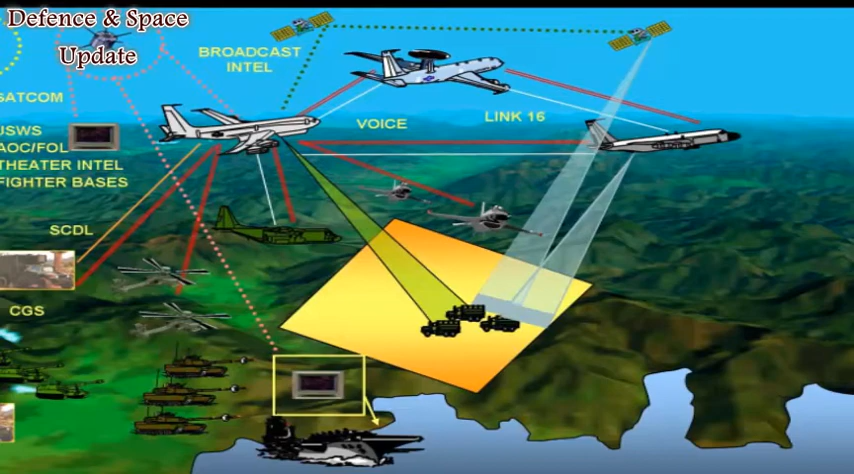 Defence & Space
Update
BROADCAST
INTEL
SATCOM
VOICE
LINK 16
USWS
AOC/FOL
THEATER INTEL
FIGHTER BASES
SCDL
CGS